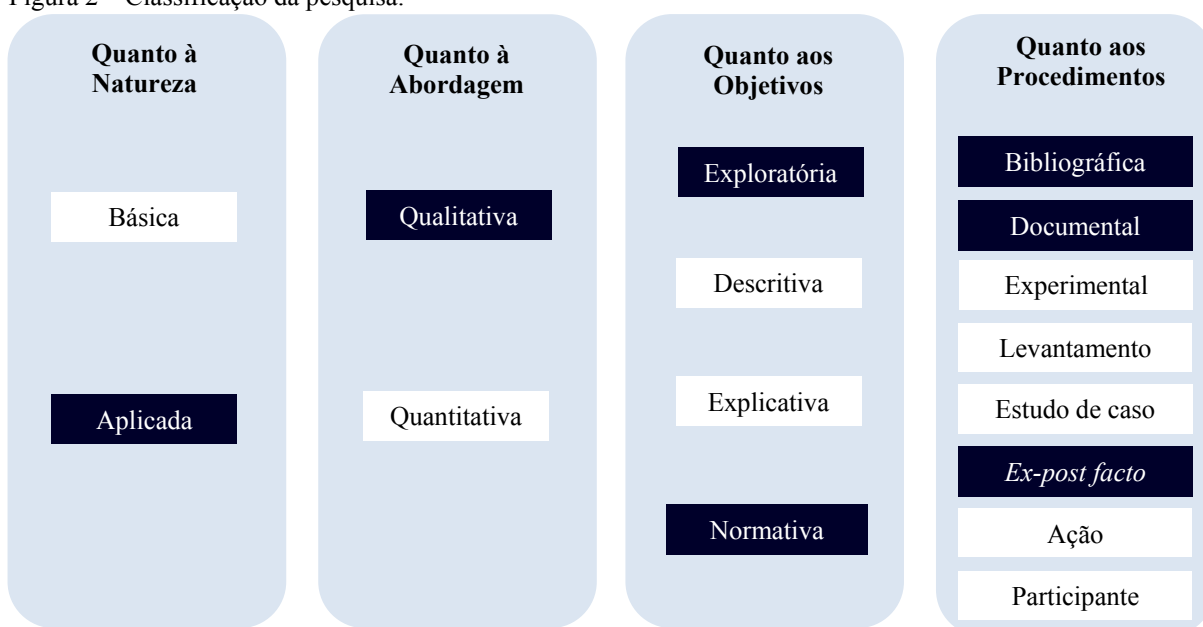 Figura 2 – Classificação da pesquisa.
Quanto à
Natureza
Básica
Aplicada
Quanto à
Abordagem
Qualitativa
Quantitativa
Quanto aos
Objetivos
Exploratória
Descritiva
Explicativa
Normativa
Quanto aos
Procedimentos
Bibliográfica
Documental
Experimental
Levantamento
Estudo de caso
Ex-post facto
Ação
Participante